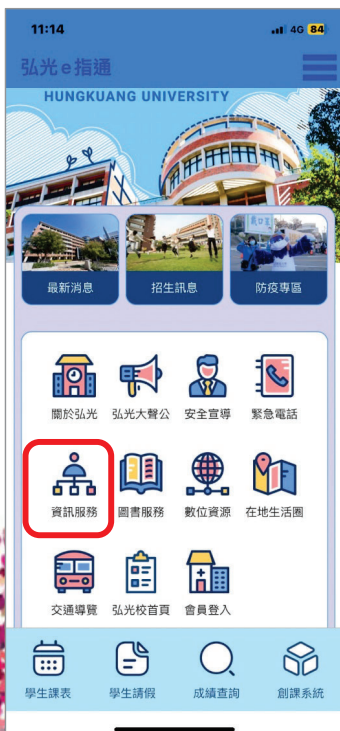 11:14
4G 84
弘光e指通
HUNGKUANG UNIVERSITY
最新消息 招生訊息 防疫專區
關於弘光 弘光大聲公 安全宣導 緊急電話
資訊服務 圖書服務 數位資源 在地生活圈
交通導覽 弘光校首頁 會員登入
學生課表 學生請假 成績查詢 創課系統